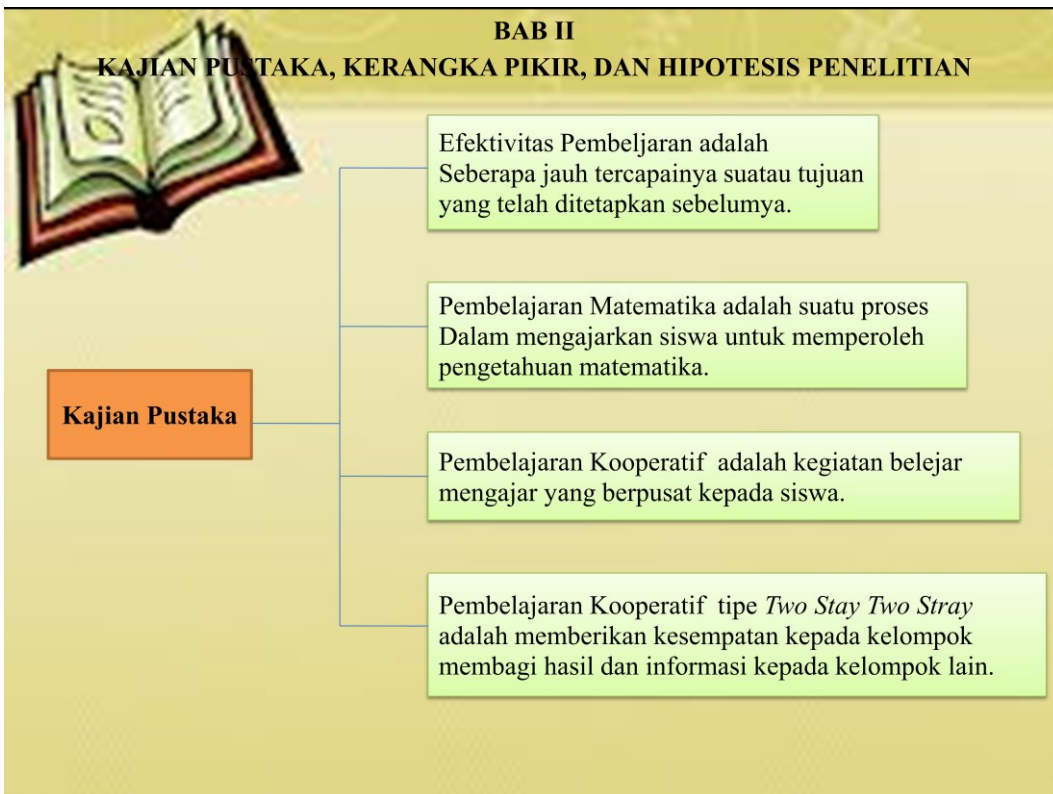 BAB II
KAJIAN PUSTAKA, KERANGKA PIKIR, DAN HIPOTESIS PENELITIAN
Efektivitas Pembeljaran adalah
Seberapa jauh tercapainya suatau tujuan
yang telah ditetapkan sebelumya.
Pembelajaran Matematika adalah suatu proses
Dalam mengajarkan siswa untuk memperoleh
pengetahuan matematika.
Kajian Pustaka
Pembelajaran Kooperatif adalah kegiatan belejar
mengajar yang berpusat kepada siswa.
Pembelajaran Kooperatif tipe Two Stay Two Stray
adalah memberikan kesempatan kepada kelompok
membagi hasil dan informasi kepada kelompok lain.